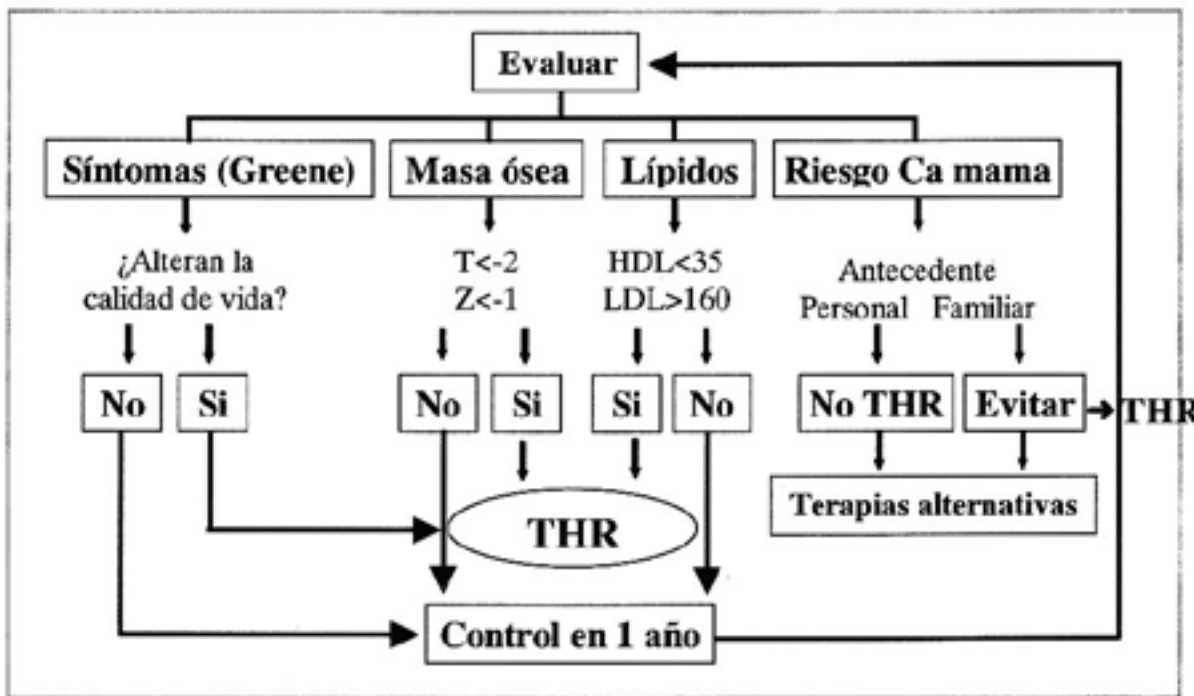 Evaluar
Síntomas (Greene) Masa ósea Lípidos Riesgo Ca mama
¿Alteran la
calidad de vida?
T<-2
Z<-1
HDL<35
LDL>160
Antecedente
Personal Familiar
No Si No Si Si No No THR Evitar THR
Terapias alternativas
THR
Control en 1 año